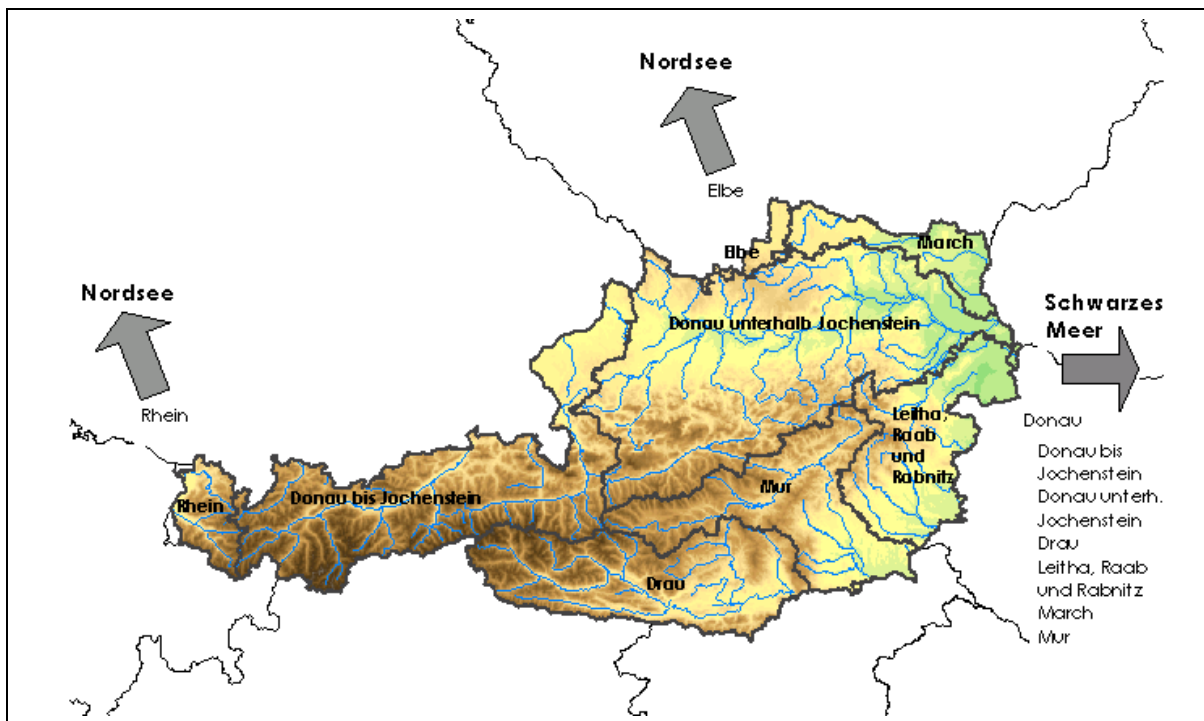 Nordsee
Elbe
Nordsee
Rhein
Elbe
March
Schwarzes
Meer
Donau unterhalb Jochenstein
Leitha,
Raab
und
Rabnitz
Donau
Donau bis
Jochenstein
Donau unterh.
Jochenstein
Drau
Leitha, Raab
und Rabnitz
March
Mur
Rhein
Donau bis Jochenstein
Mur
Drau